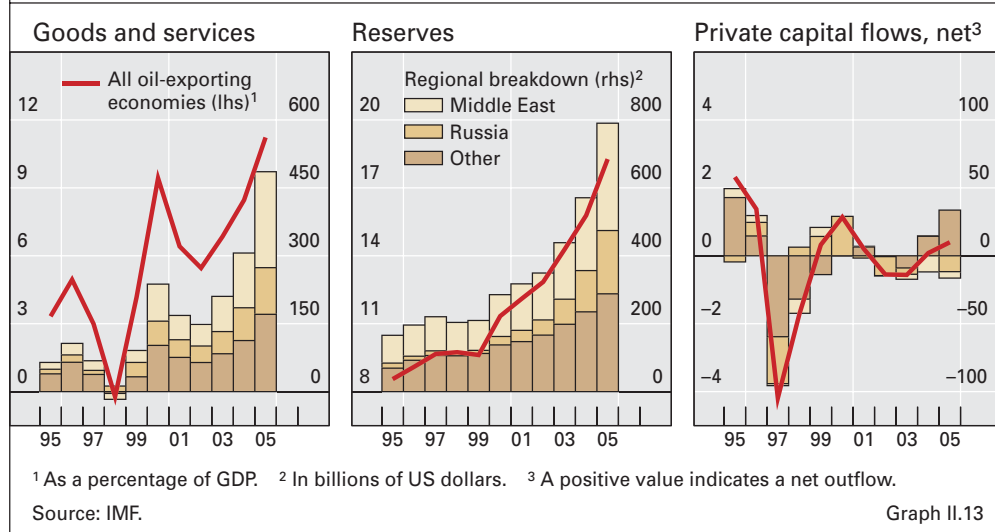 Goods and services
Reserves
Private capital flows, net³
All oil-exporting
economies (lhs)¹
12
9
6
3
0
600
450
300
150
0
95 97 99 01 03 05
Regional breakdown (rhs)²
Middle East
Russia
Other
20
17
14
11
8
800
600
400
200
0
95 97 99 01 03 05
4
2
0
–2
–4
100
50
0
–50
–100
95 97 99 01 03 05
¹ As a percentage of GDP. ² In billions of US dollars. ³ A positive value indicates a net outflow.
Source: IMF.
Graph II.13